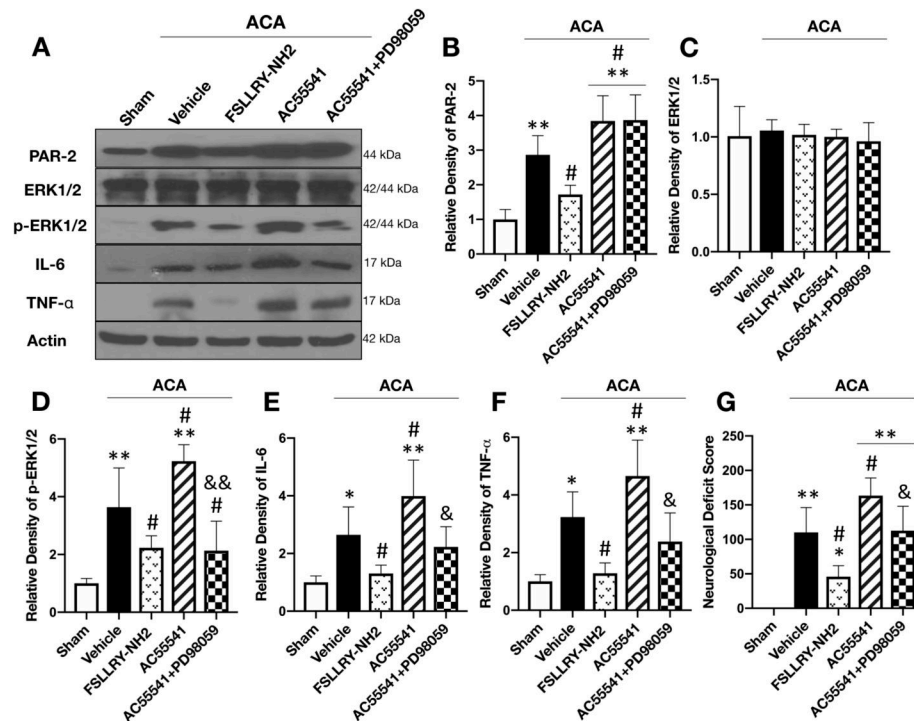 A
ACA
Sham
Vehicle
FSLLRY-NH2
AC55541
AC55541+PD98059
PAR-2
44 kDa
ERK1/2
42/44 kDa
p-ERK1/2
42/44 kDa
IL-6
17 kDa
TNF-α
17 kDa
Actin
42 kDa
B
ACA
Relative Density of PAR-2
5
4
3
2
1
0
**
#
#
**
Sham
Vehicle
FSLLRY-NH2
AC55541
AC55541+PD98059
C
ACA
Relative Density of ERK1/2
1.5
1.0
0.5
0.0
Sham
Vehicle
FSLLRY-NH2
AC55541
AC55541+PD98059
D
ACA
Relative Density of p-ERK1/2
6
4
2
0
**
#
#
**
&&
#
Sham
Vehicle
FSLLRY-NH2
AC55541
AC55541+PD98059
E
ACA
Relative Density of IL-6
6
4
2
0
*
#
#
**
&
Sham
Vehicle
FSLLRY-NH2
AC55541
AC55541+PD98059
F
ACA
Relative Density of TNF-α
6
4
2
0
*
#
#
**
&
Sham
Vehicle
FSLLRY-NH2
AC55541
AC55541+PD98059
G
ACA
Neurological Deficit Score
250
200
150
100
50
0
**
#
*
**
#
&
Sham
Vehicle
FSLLRY-NH2
AC55541
AC55541+PD98059